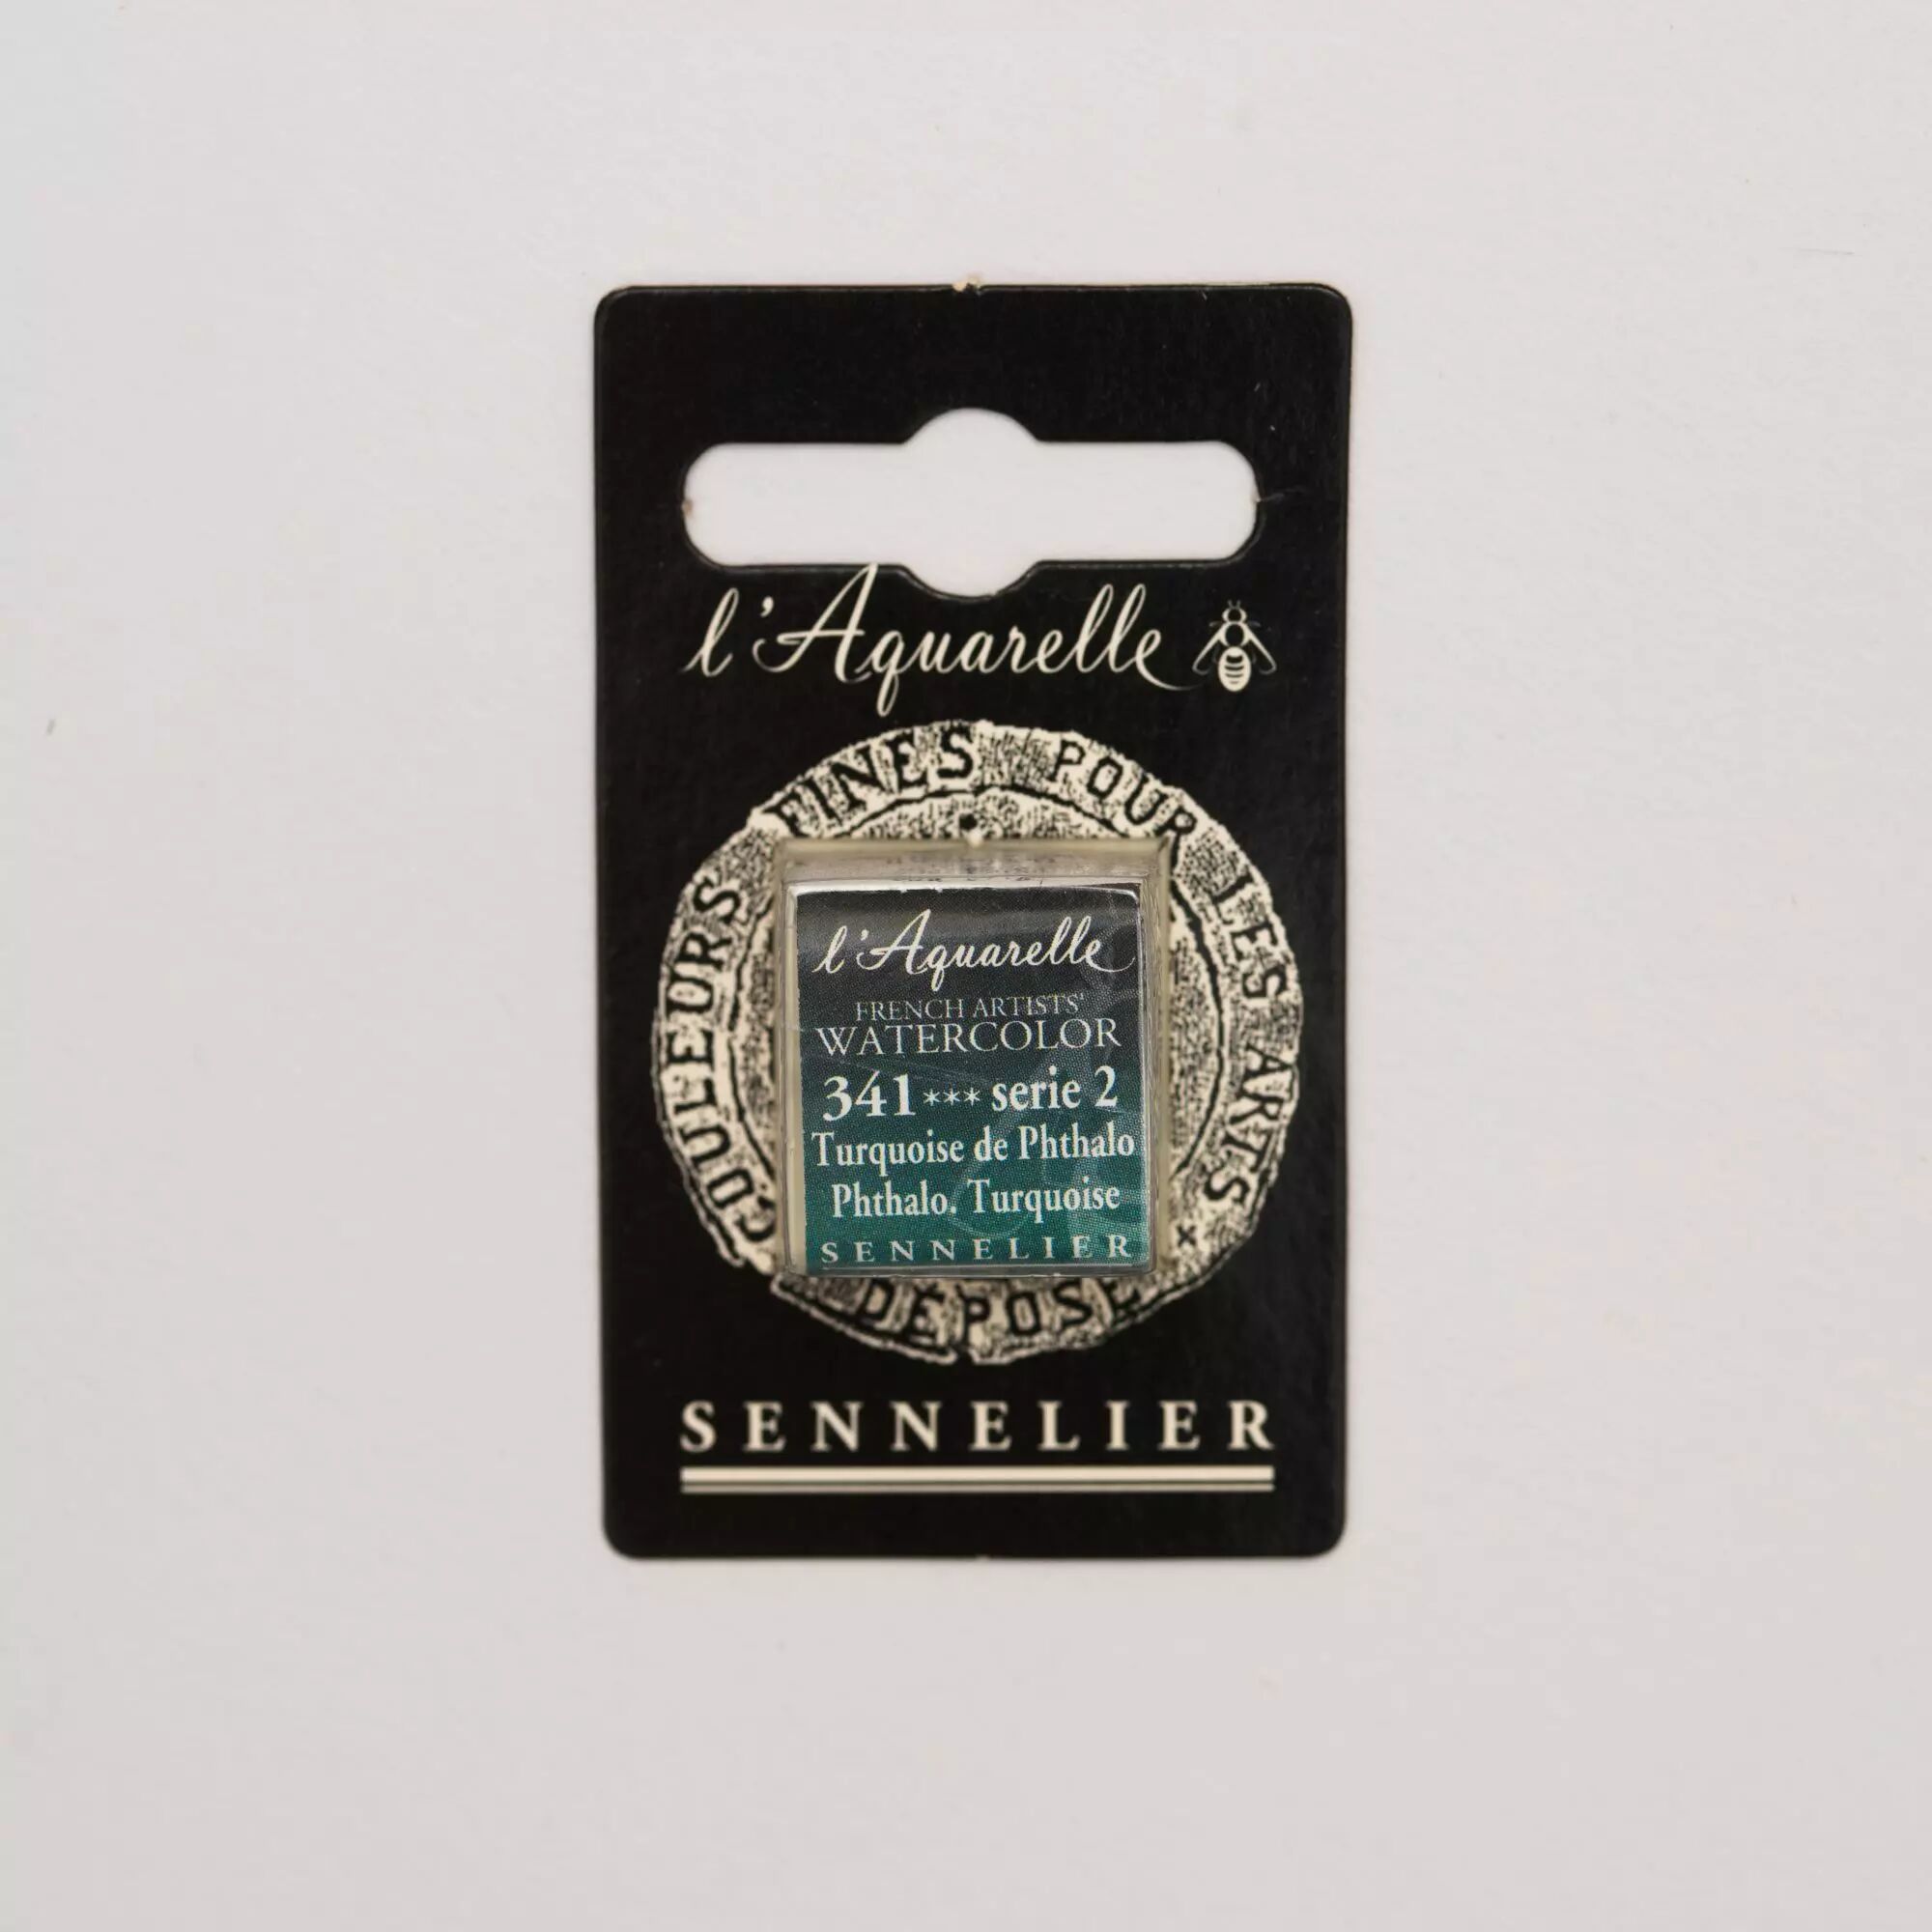 l'Aquarelle
COULEURS FINES POUR LES ARTS
l'Aquarelle
FRENCH ARTISTS'
WATERCOLOR
341*** serie 2
Turquoise de Phthalo
Phthalo. Turquoise
SENNELIER
x
DÉPOSÉ
SENNELIER